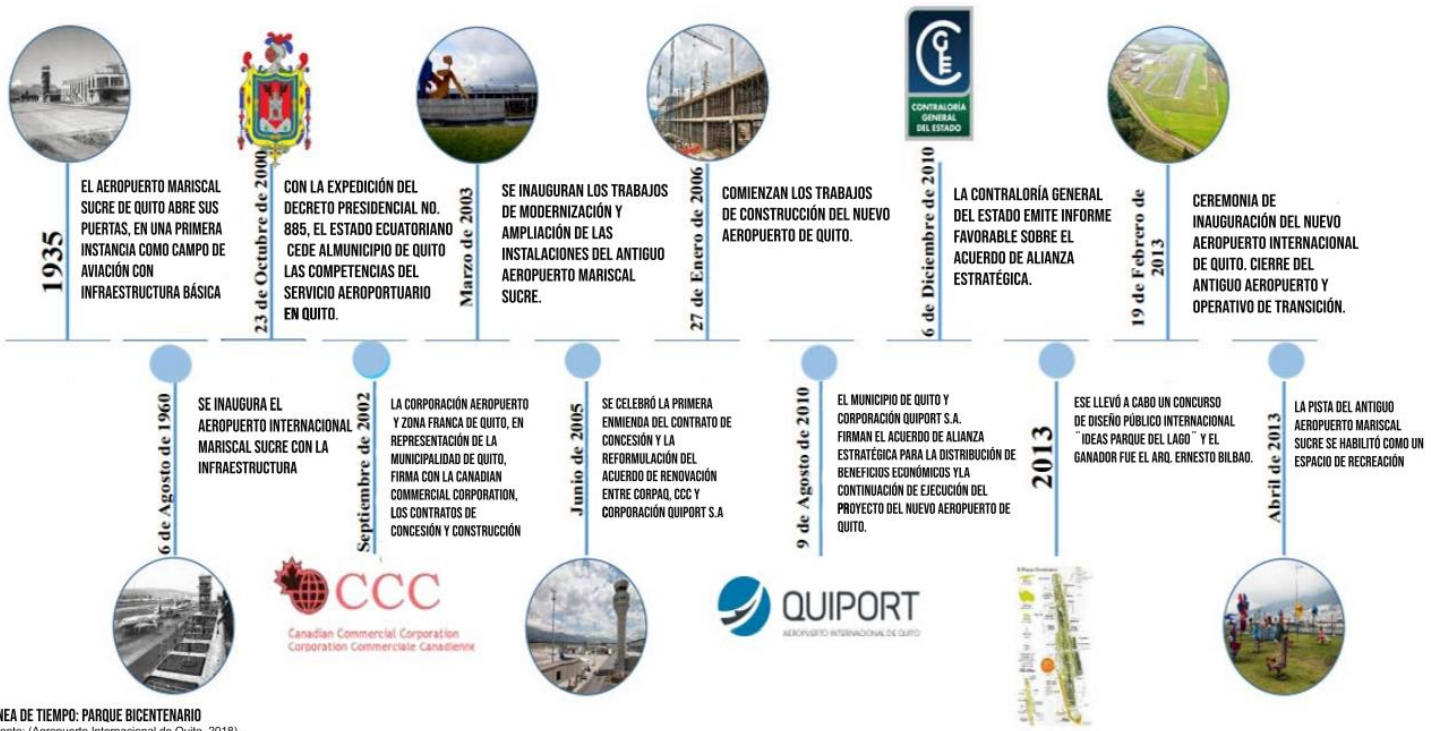 CONTRALORÍA
GENERAL
DEL ESTADO
1935
EL AEROPUERTO MARISCAL
SUCRE DE QUITO ABRE SUS
PUERTAS, EN UNA PRIMERA
INSTANCIA COMO CAMPO DE
AVIACIÓN CON
INFRAESTRUCTURA BÁSICA
23 de Octubre de 2000
CON LA EXPEDICIÓN DEL
DECRETO PRESIDENCIAL NO.
885, EL ESTADO ECUATORIANO
CEDE ALMUNICIPO DE QUITO
LAS COMPETENCIAS DEL
SERVICIO AEROPORTUARIO
EN QUITO.
Marzo de 2003
SE INAUGURAN LOS TRABAJOS
DE MODERNIZACIÓN Y
AMPLIACIÓN DE LAS
INSTALACIONES DEL ANTIGUO
AEROPUERTO MARISCAL
SUCRE.
27 de Enero de 2006
COMIENZAN LOS TRABAJOS
DE CONSTRUCCIÓN DEL NUEVO
AEROPUERTO DE QUITO.
6 de Diciembre de 2010
LA CONTRALORÍA GENERAL
DEL ESTADO EMITE INFORME
FAVORABLE SOBRE EL
ACUERDO DE ALIANZA
ESTRATÉGICA.
19 de Febrero de
2013
CEREMONIA DE
INAUGURACIÓN DEL NUEVO
AEROPUERTO INTERNACIONAL
DE QUITO. CIERRE DEL
ANTIGUO AEROPUERTO Y
OPERATIVO DE TRANSICIÓN.
6 de Agosto de 1960
SE INAUGURA EL
AEROPUERTO INTERNACIONAL
MARISCAL SUCRE CON LA
INFRAESTRUCTURA
Septiembre de 2002
LA CORPORACIÓN AEROPUERTO
Y ZONA FRANCA DE QUITO, EN
REPRESENTACIÓN DE LA
MUNICIPALIDAD DE QUITO,
FIRMA CON LA CANADIAN
COMMERCIAL CORPORATION,
LOS CONTRATOS DE
CONCESIÓN Y CONSTRUCCIÓN
Junio de 2005
SE CELEBRÓ LA PRIMERA
ENMIENDA DEL CONTRATO DE
CONCESIÓN Y LA
REFORMULACIÓN DEL
ACUERDO DE RENOVACIÓN
ENTRE CORPAQ, CCC Y
CORPORACIÓN QUIPORT S.A
9 de Agosto de 2010
EL MUNICIPIO DE QUITO Y
CORPORACIÓN QUIPORT S.A.
FIRMAN EL ACUERDO DE ALIANZA
ESTRATÉGICA PARA LA DISTRIBUCIÓN DE
BENEFICIOS ECONÓMICOS YLA
CONTINUACIÓN DE EJECUCIÓN DEL
PROYECTO DEL NUEVO AEROPUERTO DE
QUITO.
2013
ESE LLEVÓ A CABO UN CONCURSO
DE DISEÑO PÚBLICO INTERNACIONAL
¨IDEAS PARQUE DEL LAGO¨ Y EL
GANADOR FUE EL ARQ. ERNESTO BILBAO.
Abril de 2013
LA PISTA DEL ANTIGUO
AEROPUERTO MARISCAL
SUCRE SE HABILITÓ COMO UN
ESPACIO DE RECREACIÓN
CCC
Canadian Commercial Corporation
Corporation Commerciale Canadienne
QUIPORT
AEROPUERTO INTERNACIONAL DE QUITO
NEA DE TIEMPO: PARQUE BICENTENARIO
(Aeropuerto Internacional de Quito, 2018)